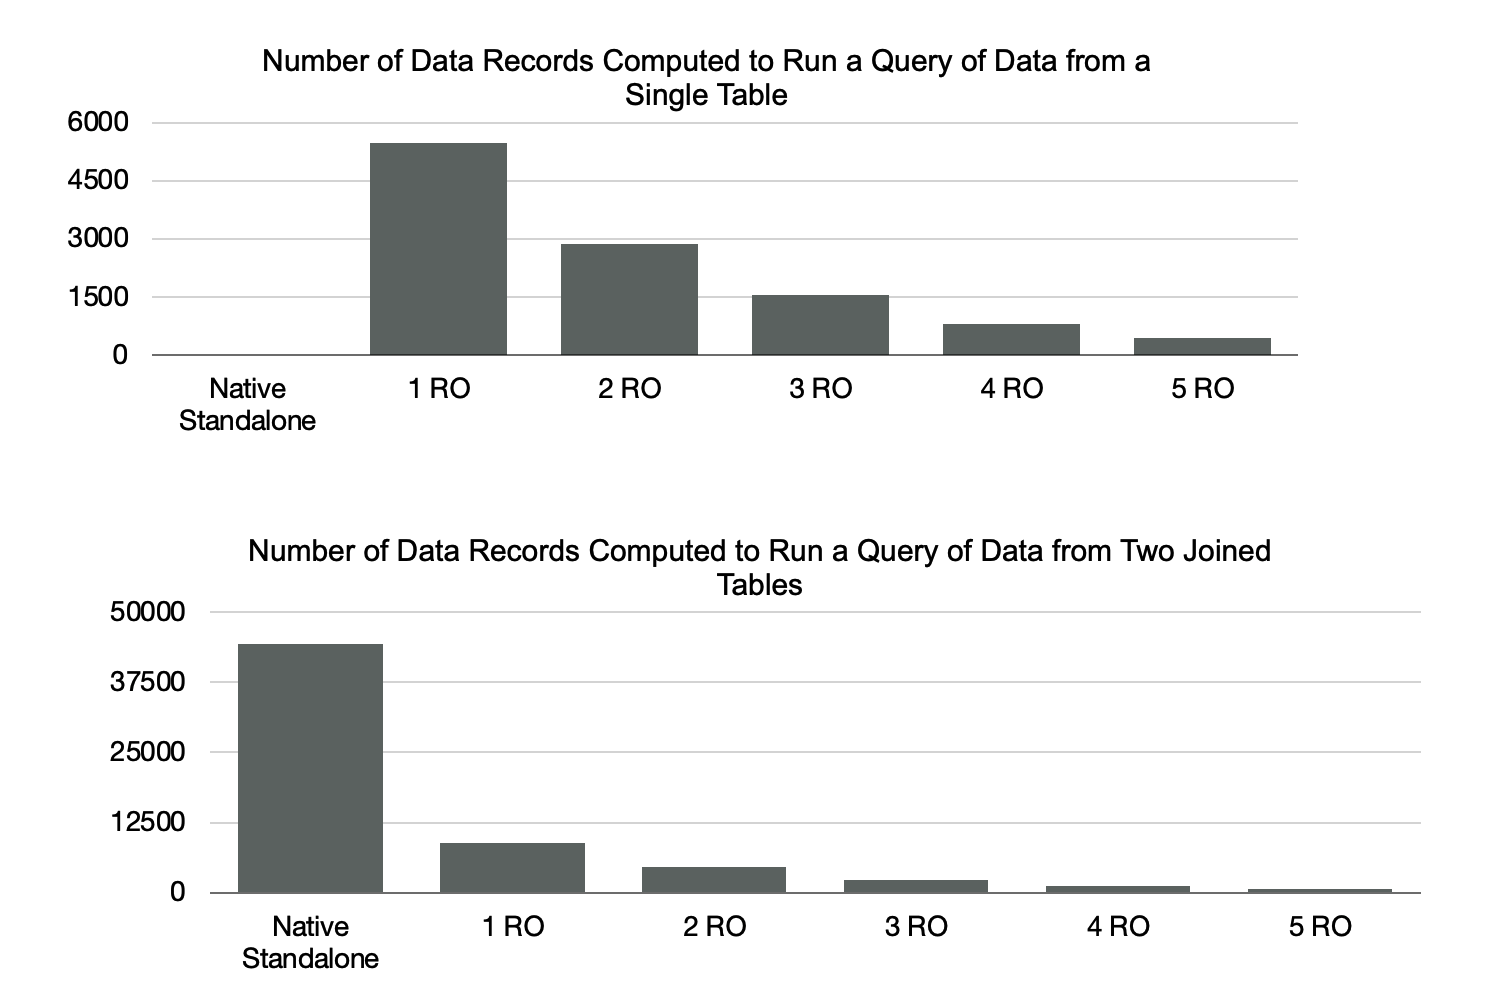 Number of Data Records Computed to Run a Query of Data from a
Single Table
6000
4500
3000
1500
0
Native
Standalone
1 RO
2 RO
3 RO
4 RO
5 RO
Number of Data Records Computed to Run a Query of Data from Two Joined
Tables
50000
37500
25000
12500
0
Native
Standalone
1 RO
2 RO
3 RO
4 RO
5 RO